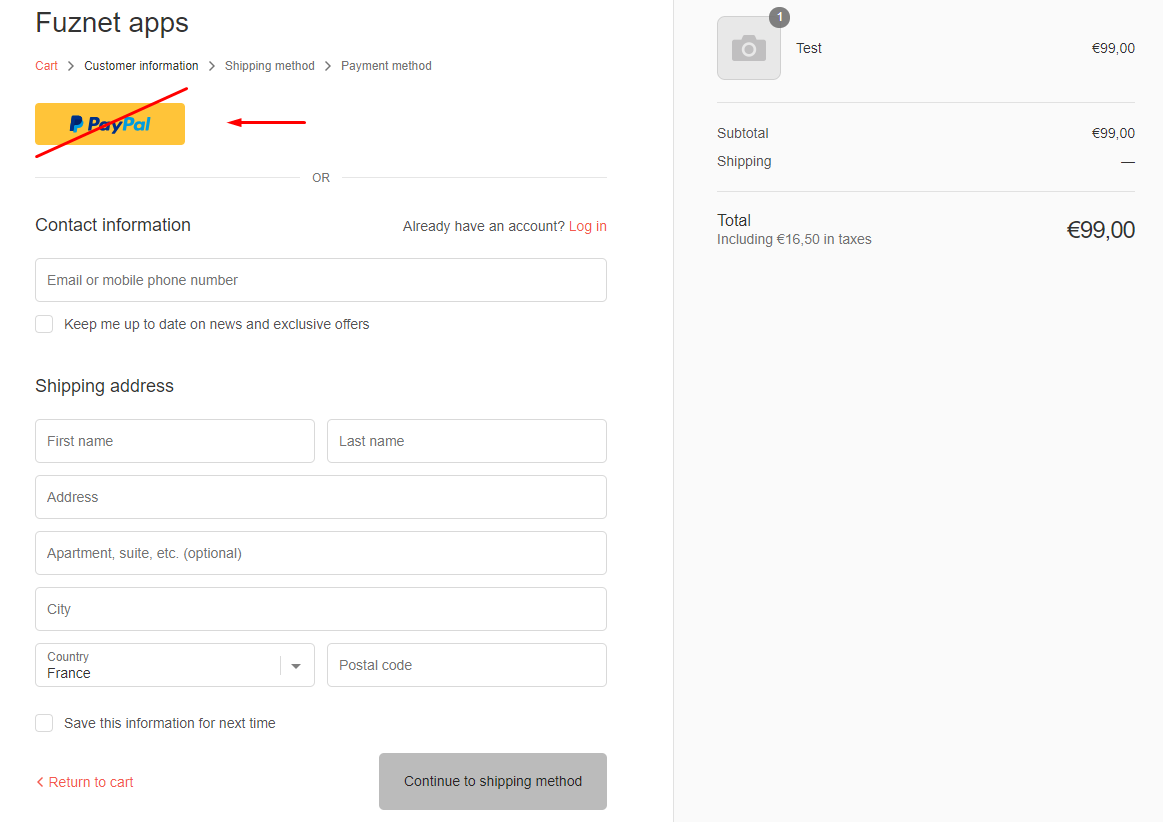 Fuznet apps
Cart > Customer information > Shipping method > Payment method
PayPal
OR
Contact information
Already have an account? Log in
Email or mobile phone number
Keep me up to date on news and exclusive offers
Shipping address
First name
Last name
Address
Apartment, suite, etc. (optional)
City
Country
France
Postal code
Save this information for next time
< Return to cart
Continue to shipping method
1
Test €99,00
Subtotal €99,00
Shipping —
Total
Including €16,50 in taxes
€99,00